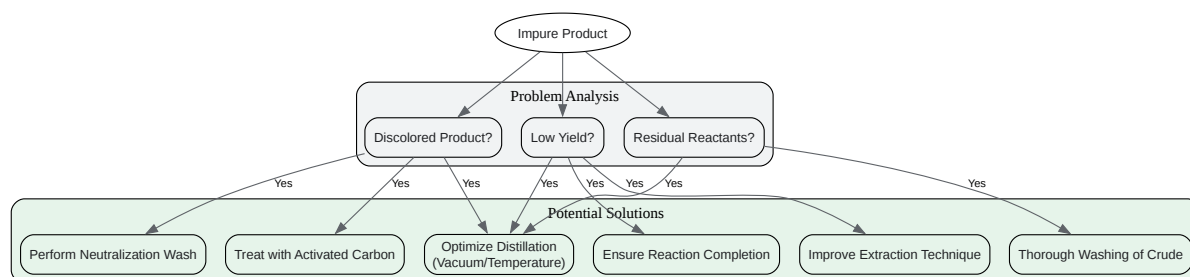 Impure Product
Problem Analysis
Discolored Product?
Low Yield?
Residual Reactants?
Yes
Yes
Yes
Yes
Yes
Yes
Yes
Yes
Potential Solutions
Perform Neutralization Wash
Treat with Activated Carbon
Optimize Distillation
(Vacuum/Temperature)
Ensure Reaction Completion
Improve Extraction Technique
Thorough Washing of Crude